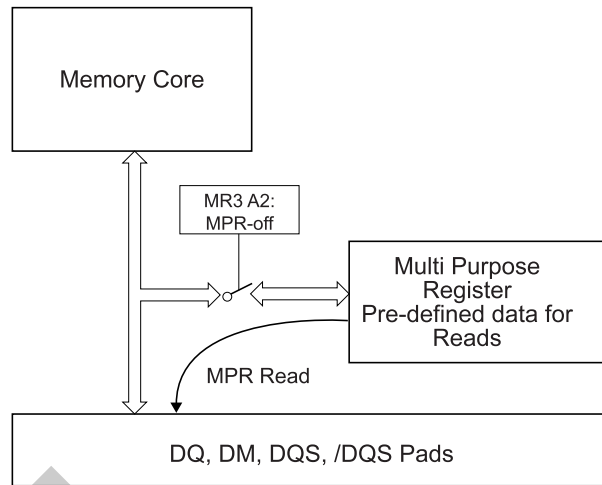 Memory Core
MR3 A2:
MPR-off
Multi Purpose
Register
Pre-defined data for
Reads
MPR Read
DQ, DM, DQS, /DQS Pads